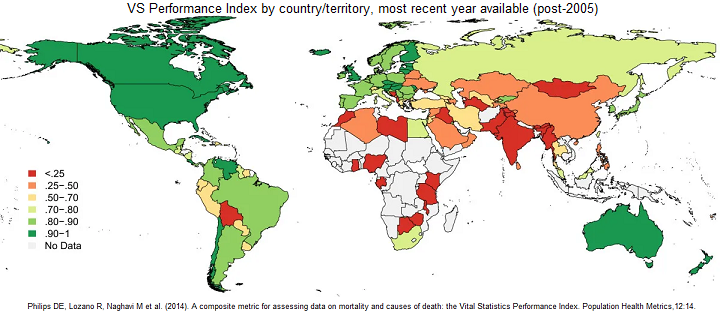 VS Performance Index by country/territory, most recent year available (post-2005)
<.25
.25-.50
.50-.70
.70-.80
.80-.90
.90-1
No Data
Philips DE, Lozano R, Naghavi M et al. (2014). A composite metric for assessing data on mortality and causes of death: the Vital Statistics Performance Index. Population Health Metrics,12:14.